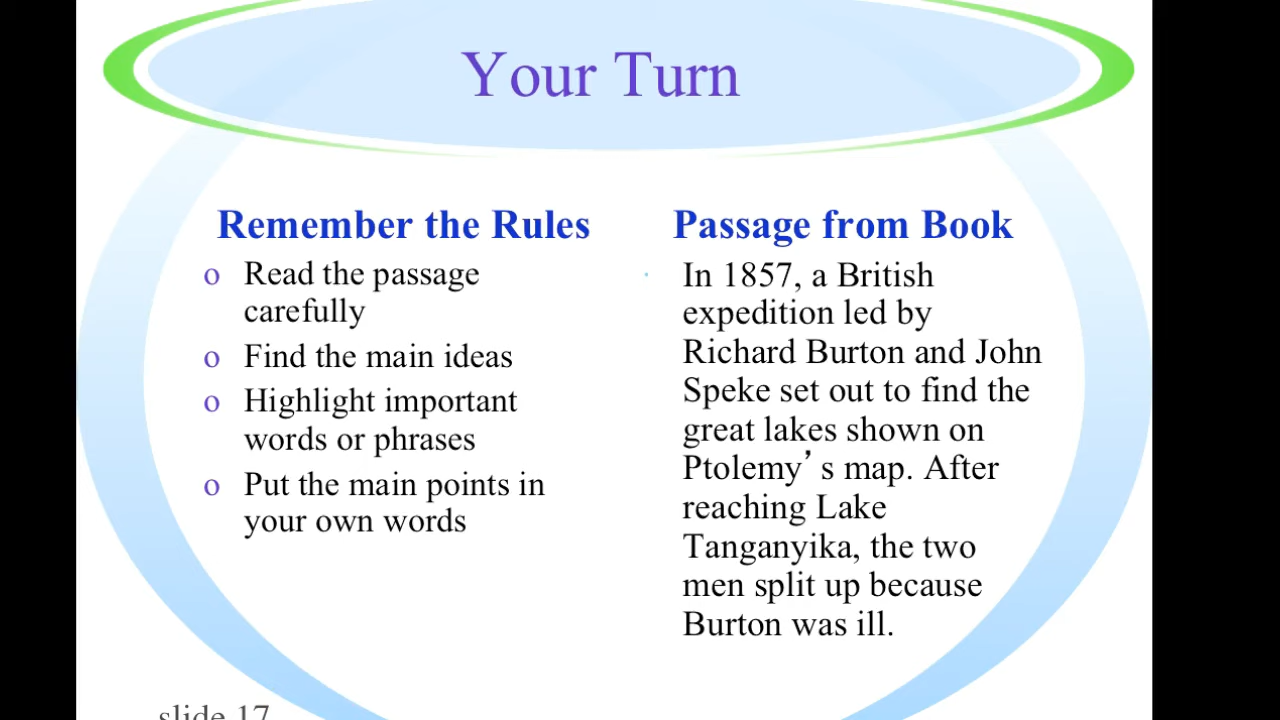 Your Turn
Remember the Rules
o Read the passage
carefully
o Find the main ideas
o Highlight important
words or phrases
o Put the main points in
your own words
Passage from Book
· In 1857, a British
expedition led by
Richard Burton and John
Speke set out to find the
great lakes shown on
Ptolemy’s map. After
reaching Lake
Tanganyika, the two
men split up because
Burton was ill.
slide 17